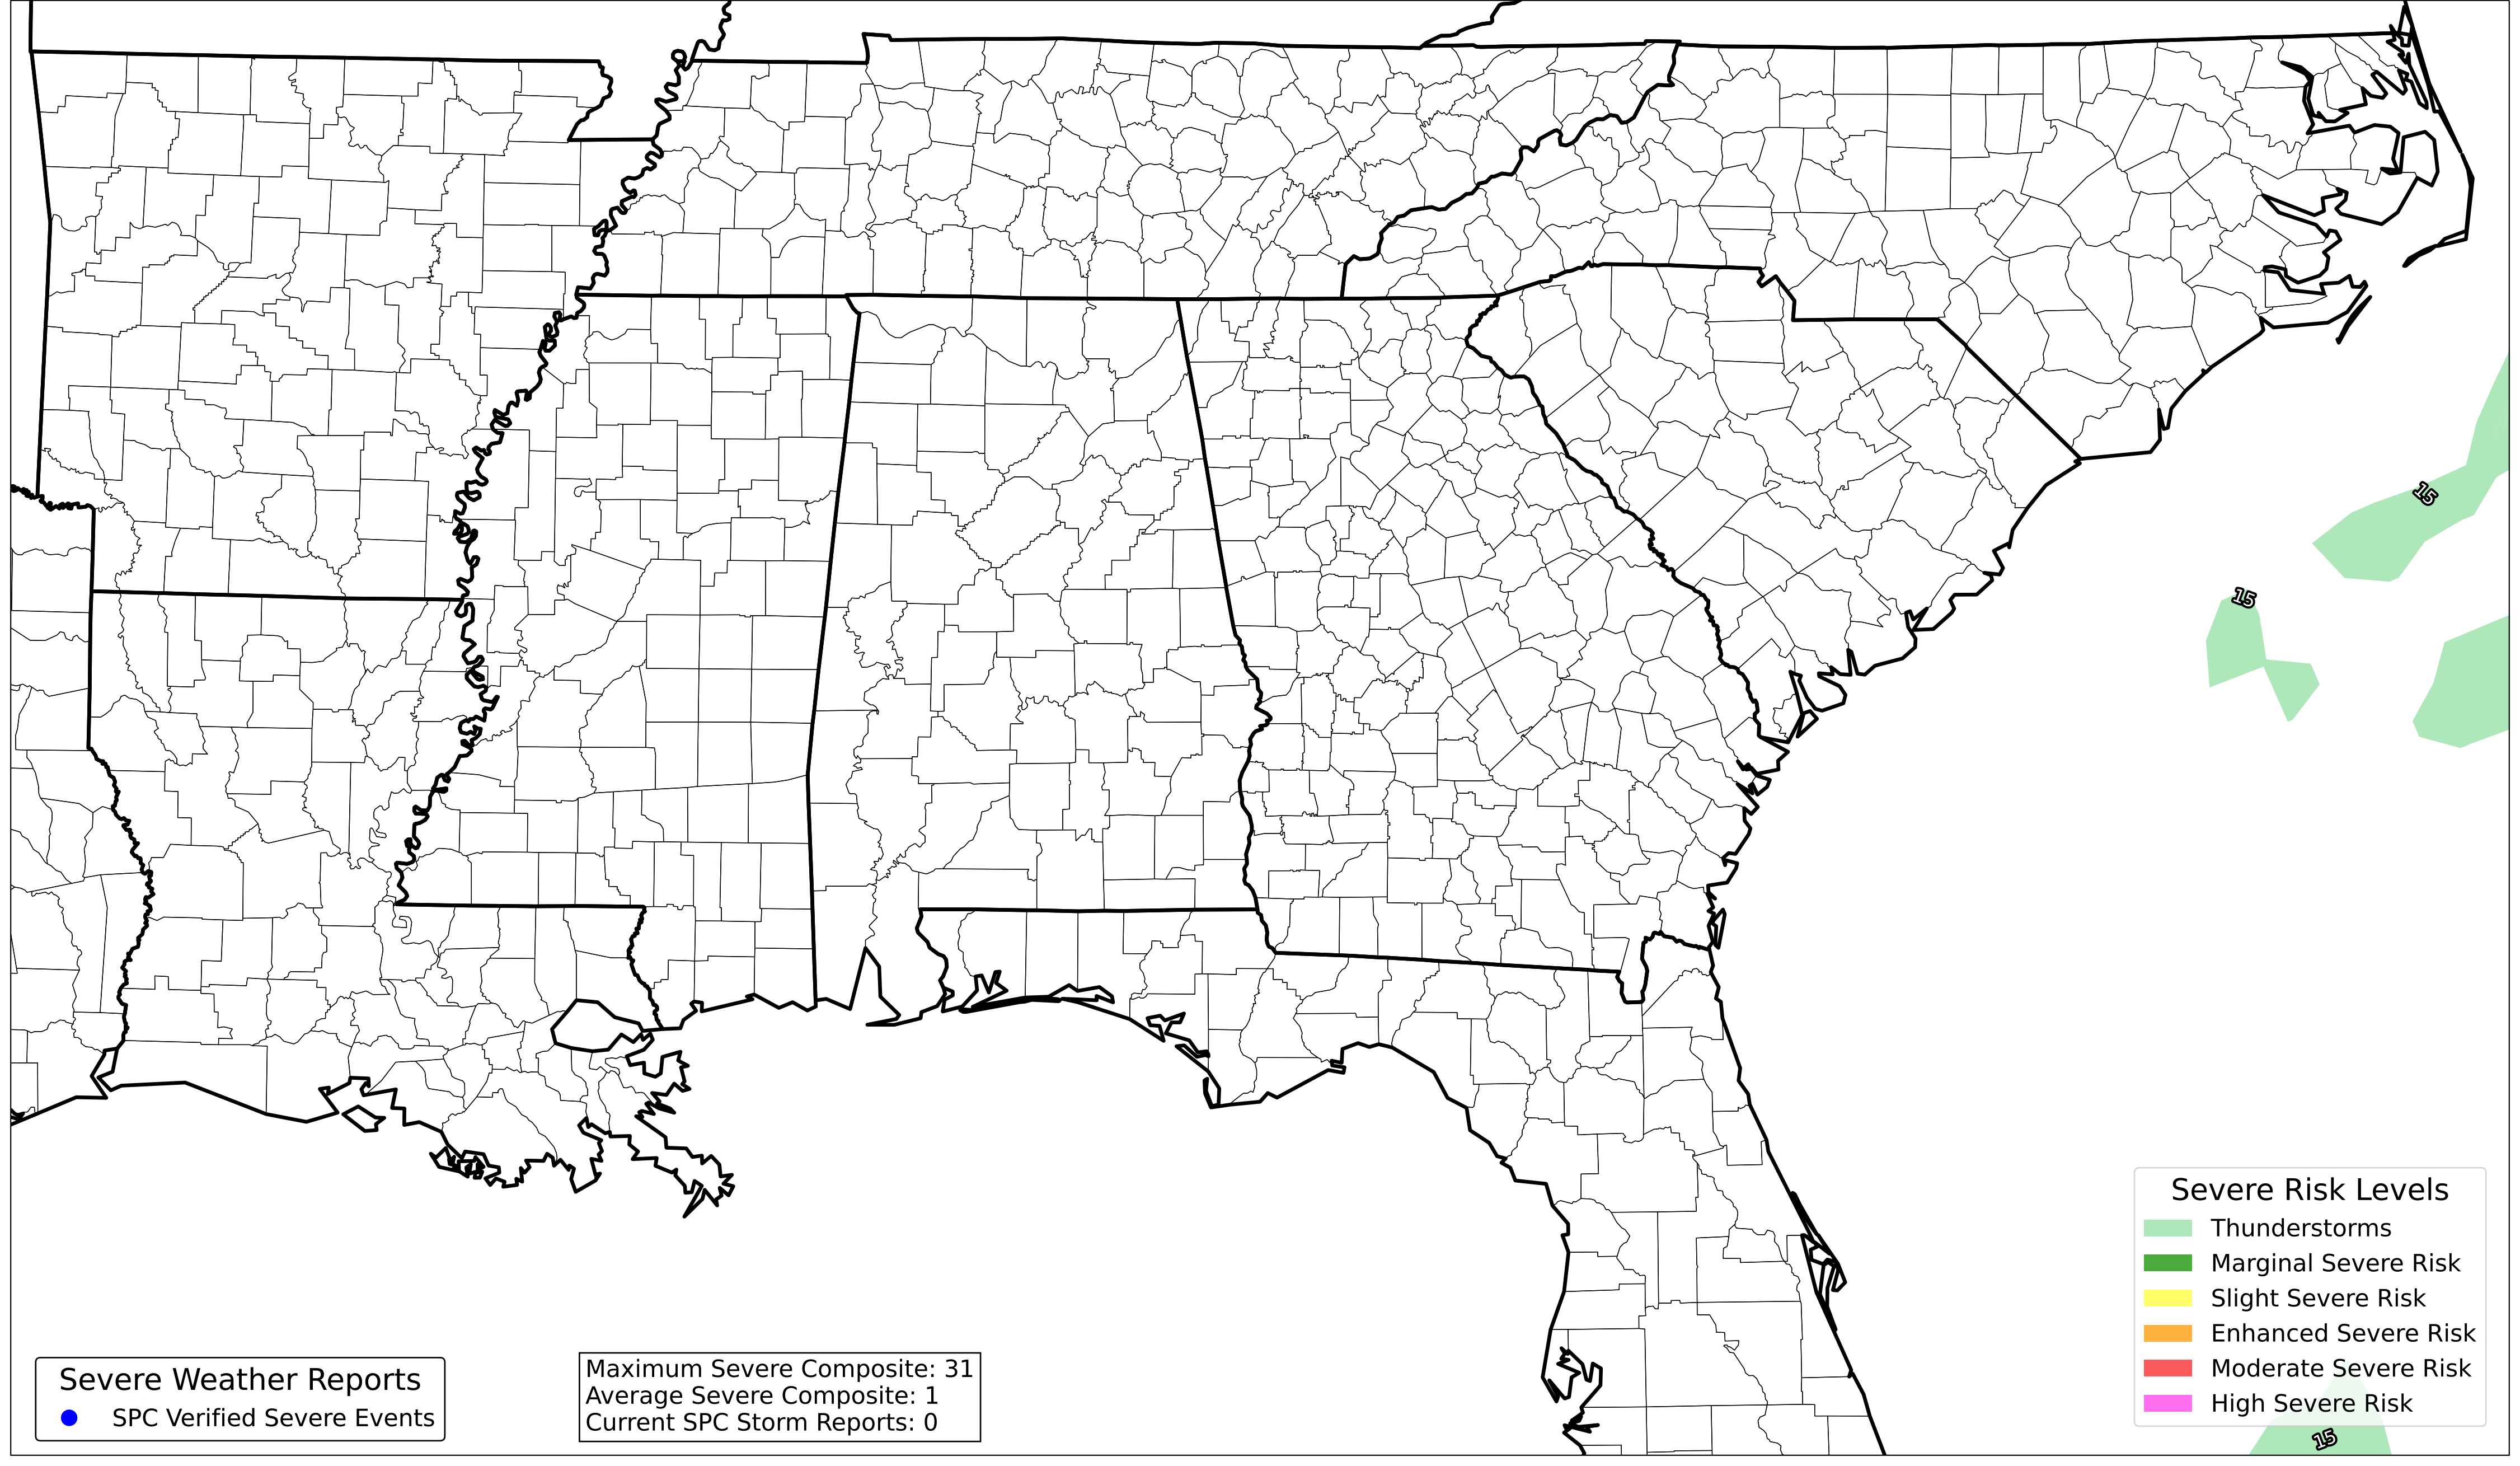 15
15
Severe Risk Levels
Thunderstorms
Marginal Severe Risk
Slight Severe Risk
Enhanced Severe Risk
Moderate Severe Risk
High Severe Risk
Severe Weather Reports
SPC Verified Severe Events
Maximum Severe Composite: 31
Average Severe Composite: 1
Current SPC Storm Reports: 0
15